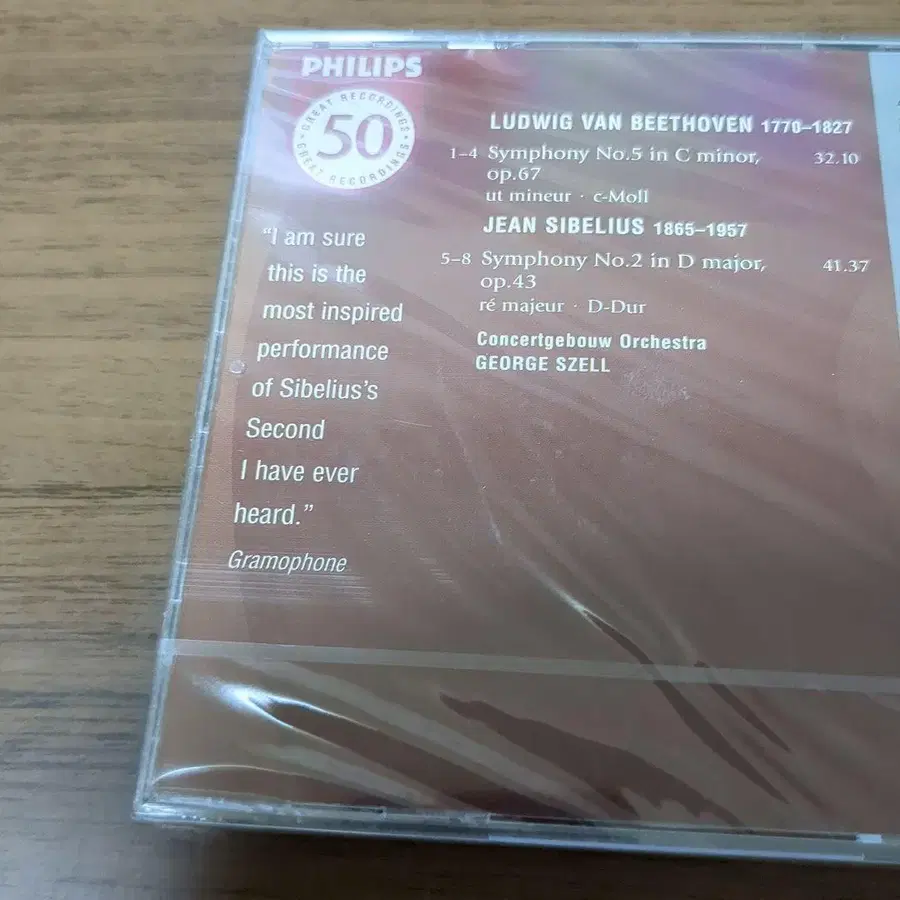 PHILIPS
GREAT RECORDINGS · GREAT RECORDINGS ·
50
LUDWIG VAN BEETHOVEN 1770–1827
1–4 Symphony No.5 in C minor, 32.10
op.67
ut mineur · c-Moll
JEAN SIBELIUS 1865–1957
5–8 Symphony No.2 in D major, 41.37
op.43
ré majeur · D-Dur
Concertgebouw Orchestra
GEORGE SZELL
“I am sure
this is the
most inspired
performance
of Sibelius’s
Second
I have ever
heard.”
Gramophone